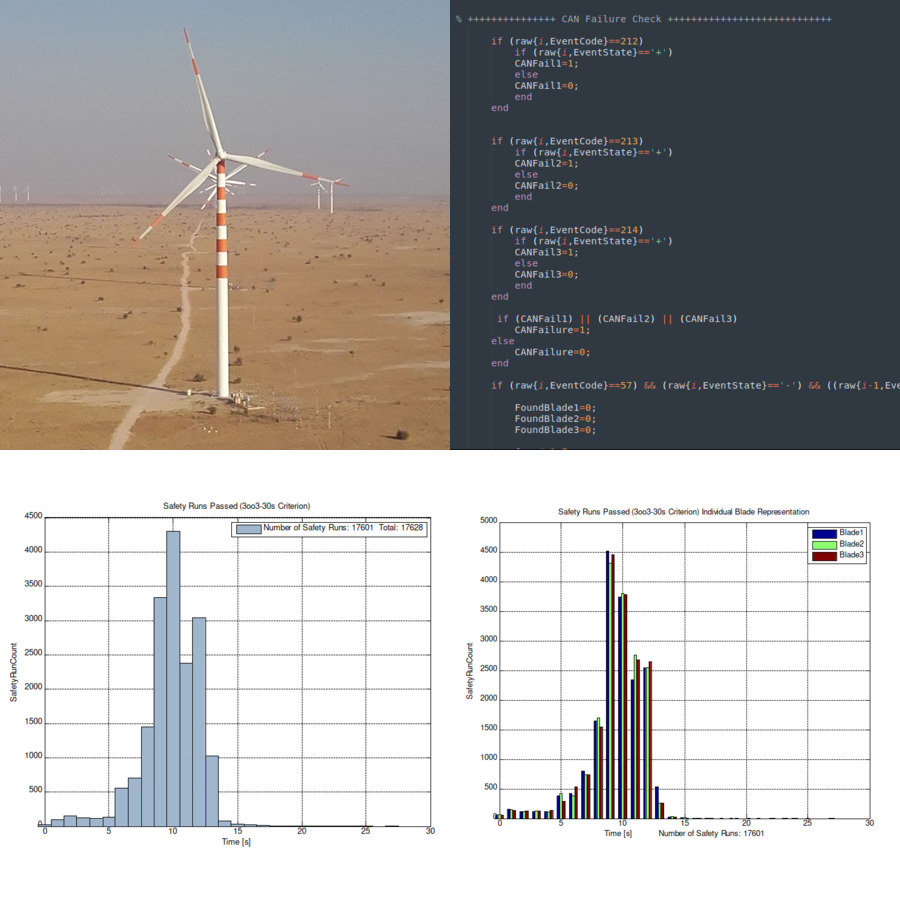 % +++++++++++++++ CAN Failure Check ++++++++++++++++++++++++++++
if (raw{i,EventCode}==212)
if (raw{i,EventState}=='+')
CANFail1=1;
else
CANFail1=0;
end
end
if (raw{i,EventCode}==213)
if (raw{i,EventState}=='+')
CANFail2=1;
else
CANFail2=0;
end
end
if (raw{i,EventCode}==214)
if (raw{i,EventState}=='+')
CANFail3=1;
else
CANFail3=0;
end
end
if (CANFail1) || (CANFail2) || (CANFail3)
CANFailure=1;
else
CANFailure=0;
end
if (raw{i,EventCode}==57) && (raw{i,EventState}=='-') && ((raw{i-1,Eve
FoundBlade1=0;
FoundBlade2=0;
FoundBlade3=0;
Safety Runs Passed (3oo3-30s Criterion)
Number of Safety Runs: 17601 Total: 17628
4500
4000
3500
3000
2500
2000
1500
1000
500
SafetyRunCount
0 5 10 15 20 25 30
Time [s]
Safety Runs Passed (3oo3-30s Criterion) Individual Blade Representation
Blade1
Blade2
Blade3
5000
4500
4000
3500
3000
2500
2000
1500
1000
500
SafetyRunCount
0 5 10 15 20 25 30
Time [s] Number of Safety Runs: 17601